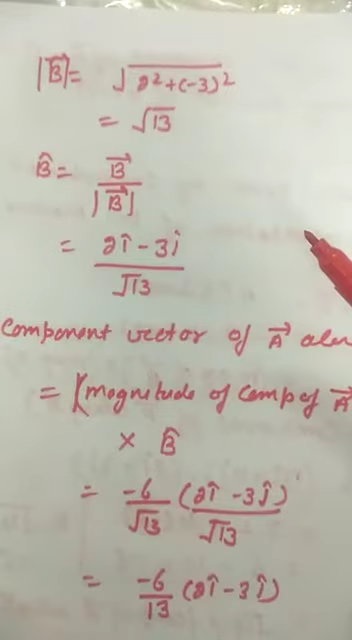 |B⃗| = √2² + (-3)²
= √13
B̂ = B⃗ / |B⃗|
= 2î - 3ĵ / √13
Component vector of A⃗
= [magnitude of Comp of A⃗
× B̂
= -6/√13 (2î - 3ĵ)/√13
= -6/13 (2î - 3ĵ)